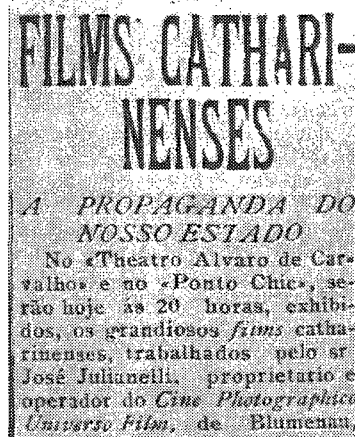 FILMS CATHARI-
NENSES
A PROPAGANDA DO
NOSSO ESTADO
No «Theatro Alvaro de Car-
valho» e no «Ponto Chic», se-
rão hoje ás 20 horas, exhibi-
dos, os grandiosos films catha-
rinenses, trabalhados pelo sr.
José Julianelli, proprietario e
operador do Cine Photographico
Universo Film, de Blumenau,